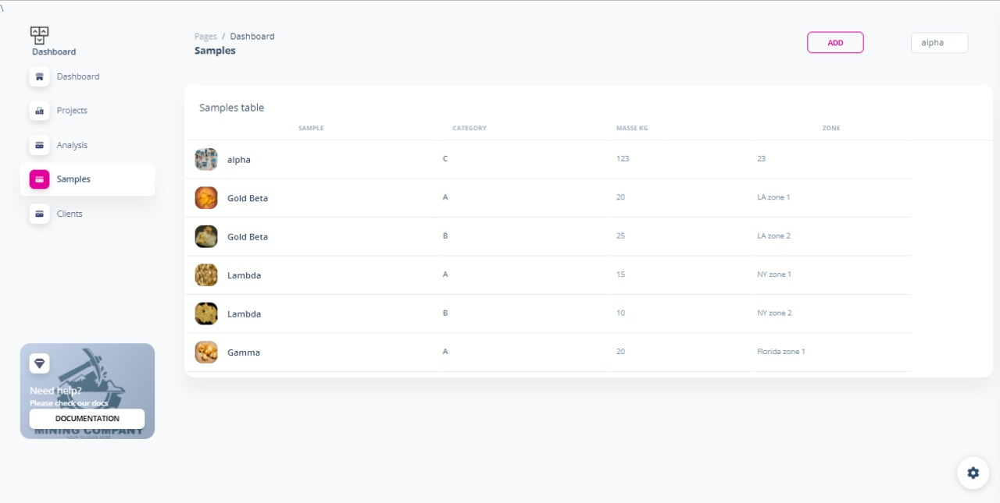 \
Dashboard
Pages / Dashboard
Samples
ADD
alpha
Dashboard
Projects
Analysis
Samples
Clients
Samples table
SAMPLE CATEGORY MASSE KG ZONE
alpha C 123 23
Gold Beta A 20 LA zone 1
Gold Beta B 25 LA zone 2
Lambda A 15 NY zone 1
Lambda B 10 NY zone 2
Gamma A 20 Florida zone 1
Need help?
Please check our docs
DOCUMENTATION
MINING COMPANY
YOUR SLOGAN HERE